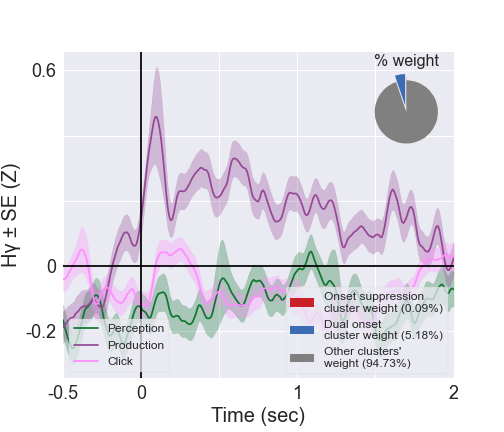 % weight
0.6
0
-0.2
Hγ ± SE (Z)
Perception
Production
Click
Onset suppression
cluster weight (0.09%)
Dual onset
cluster weight (5.18%)
Other clusters'
weight (94.73%)
-0.5
0
1
2
Time (sec)